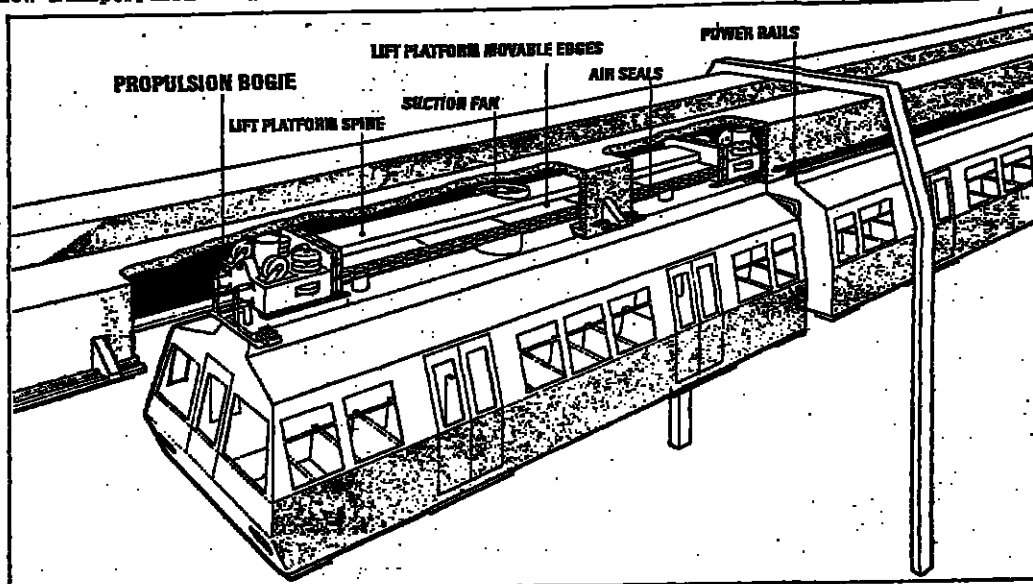 LIFT PLATFORM MOVABLE EDGES
POWER RAILS
PROPULSION BOGIE
AIR SEALS
SUCTION FAN
LIFT PLATFORM SPINE